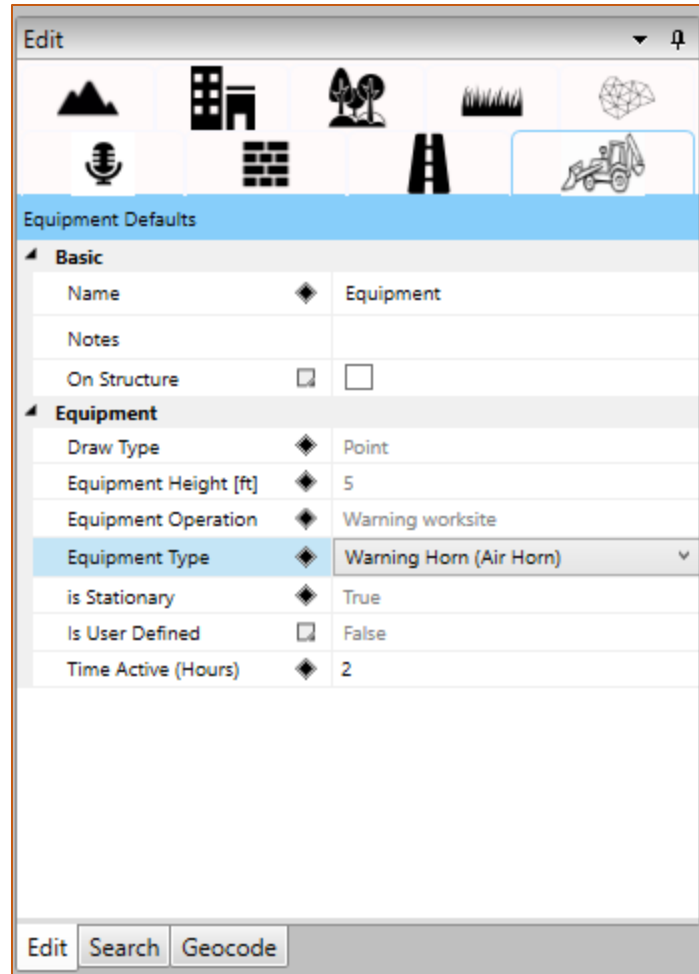 Edit
Equipment Defaults
Basic
Name Equipment
Notes
On Structure
Equipment
Draw Type Point
Equipment Height [ft] 5
Equipment Operation Warning worksite
Equipment Type Warning Horn (Air Horn)
is Stationary True
Is User Defined False
Time Active (Hours) 2
Edit Search Geocode